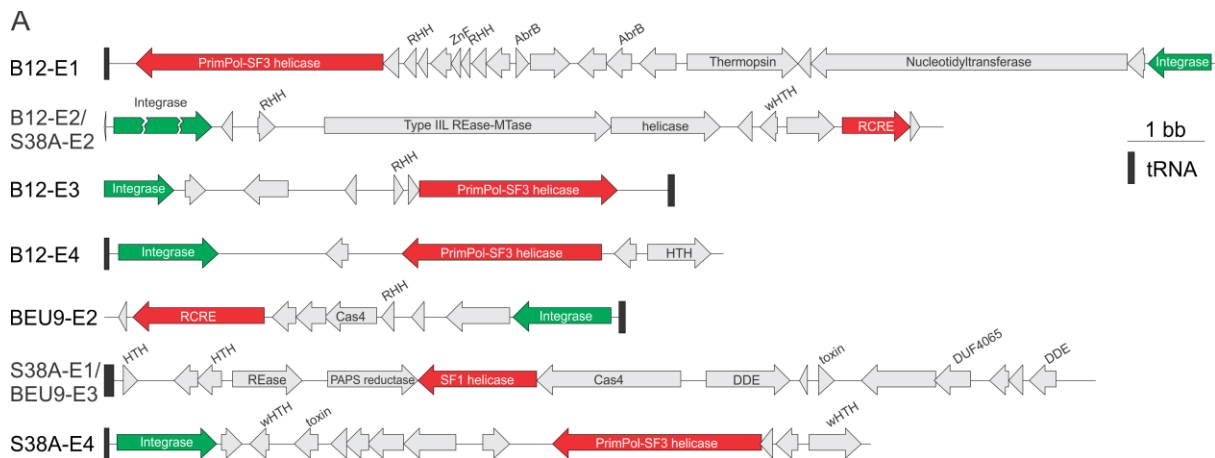 A
B12-E1
PrimPol-SF3 helicase
RHH
ZnF
RHH
AbrB
AbrB
Thermopsin
Nucleotidyltransferase
Integrase
B12-E2/
S38A-E2
Integrase
RHH
Type IIL REase-MTase
helicase
wHTH
RCRE
1 bb
tRNA
B12-E3
Integrase
RHH
PrimPol-SF3 helicase
B12-E4
Integrase
PrimPol-SF3 helicase
HTH
BEU9-E2
RCRE
Cas4
RHH
Integrase
S38A-E1/
BEU9-E3
HTH
HTH
REase
PAPS reductase
SF1 helicase
Cas4
DDE
toxin
DUF4065
DDE
S38A-E4
Integrase
wHTH
toxin
PrimPol-SF3 helicase
wHTH